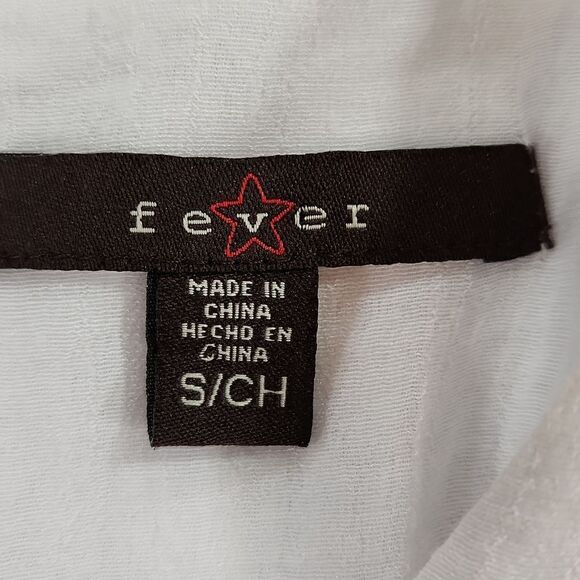 fever
MADE IN
CHINA
HECHO EN
CHINA
S/CH